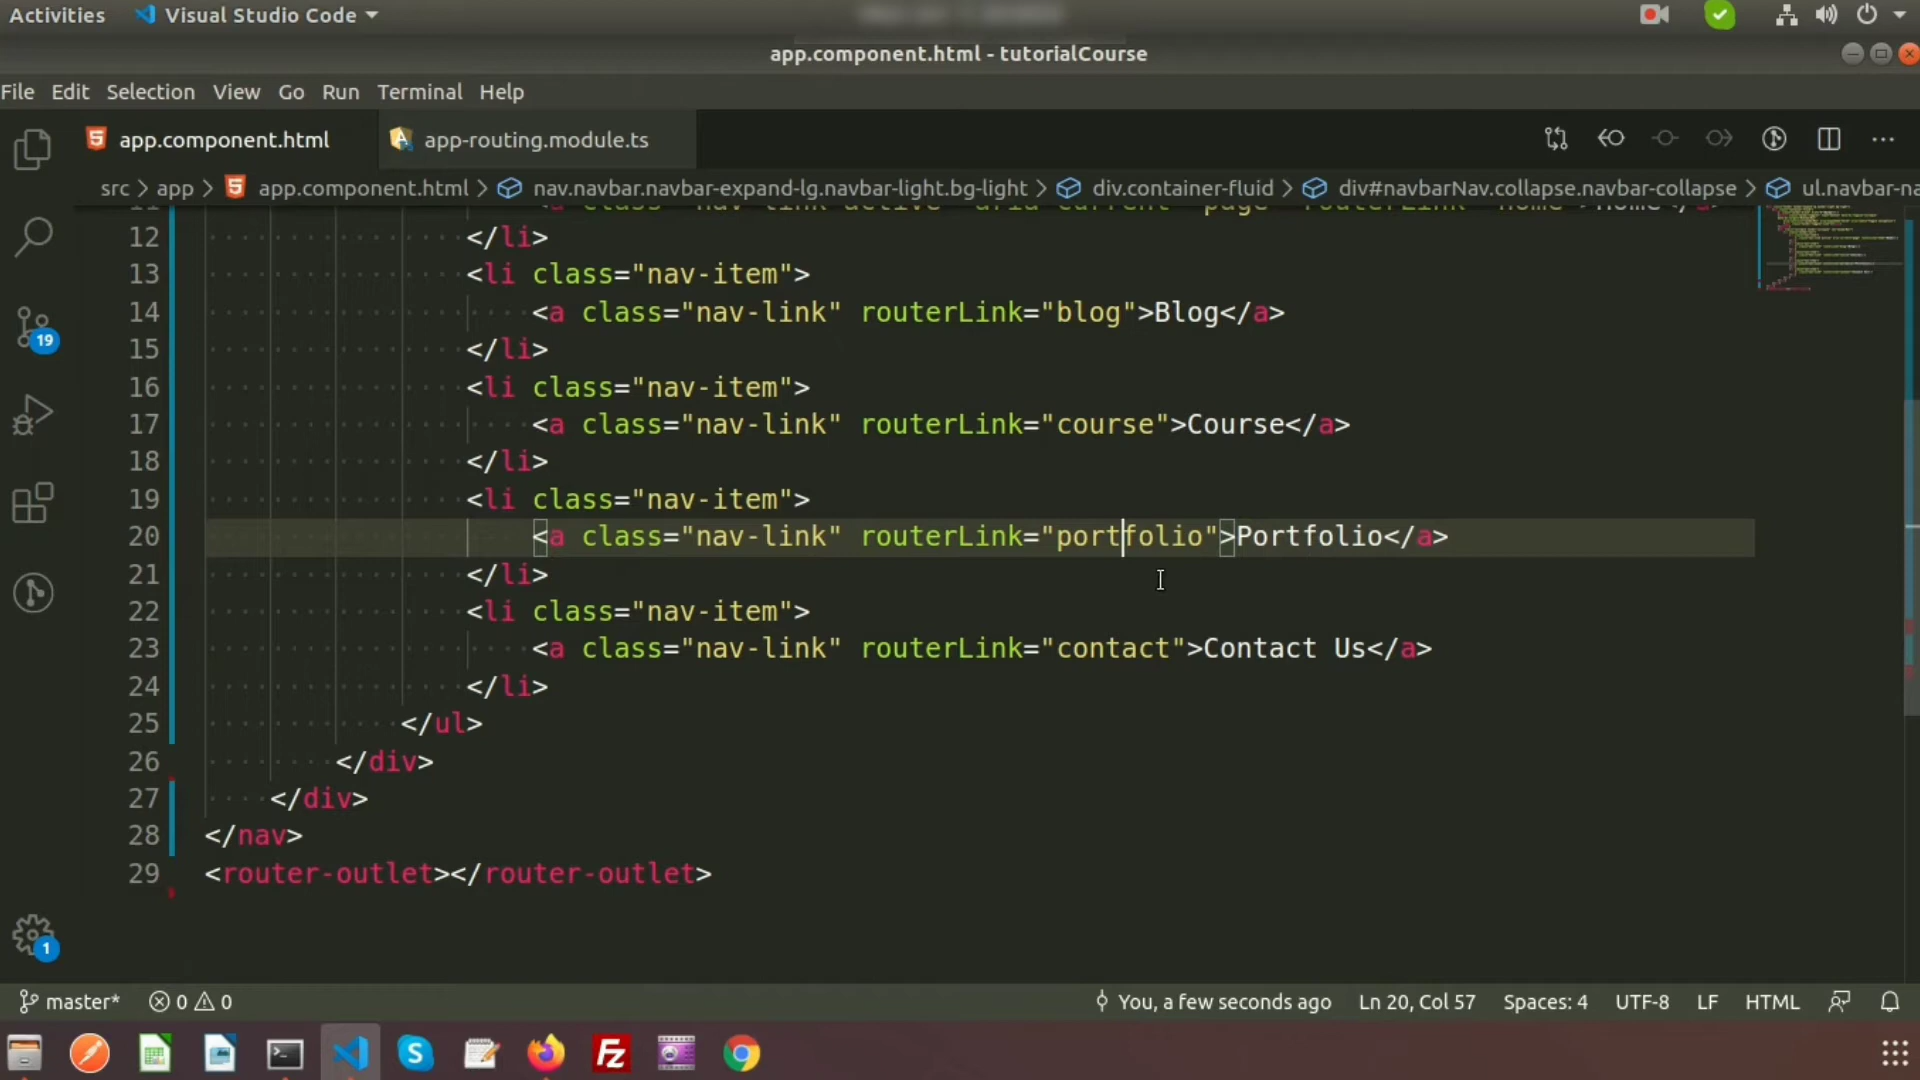 Activities Visual Studio Code
app.component.html - tutorialCourse
File Edit Selection View Go Run Terminal Help
app.component.html app-routing.module.ts
src > app > app.component.html > nav.navbar.navbar-expand-lg.navbar-light.bg-light > div.container-fluid > div#navbarNav.collapse.navbar-collapse > ul.navbar-na
12 </li>
13 <li class="nav-item">
14 <a class="nav-link" routerLink="blog">Blog</a>
15 </li>
16 <li class="nav-item">
17 <a class="nav-link" routerLink="course">Course</a>
18 </li>
19 <li class="nav-item">
20 <a class="nav-link" routerLink="portfolio">Portfolio</a>
21 </li>
22 <li class="nav-item">
23 <a class="nav-link" routerLink="contact">Contact Us</a>
24 </li>
25 </ul>
26 </div>
27 </div>
28 </nav>
29 <router-outlet></router-outlet>
19
1
master* 0 0 You, a few seconds ago Ln 20, Col 57 Spaces: 4 UTF-8 LF HTML